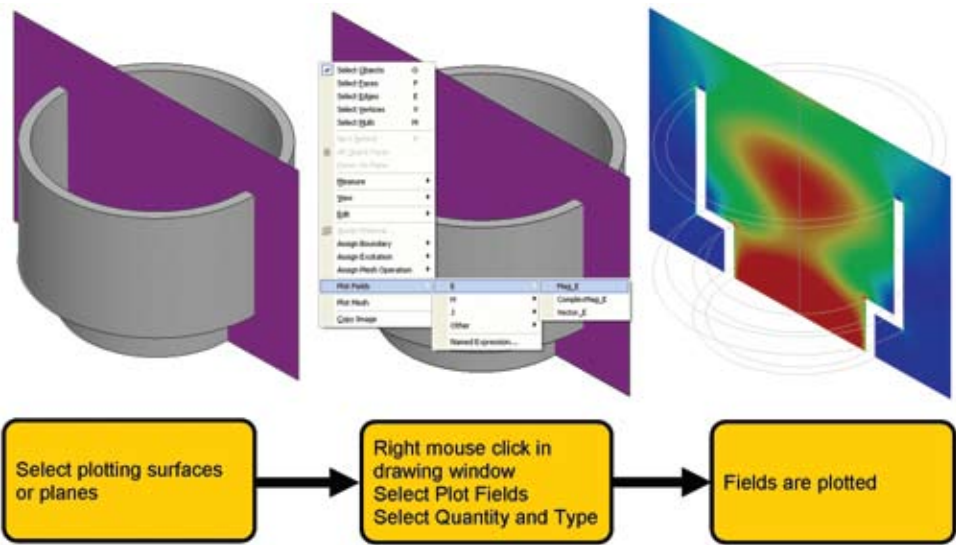 Select Objects O
Select Faces F
Select Edges E
Select Vertices V
Select Multi M
Measure
View
Edit
Assign Boundary
Assign Excitation
Assign Mesh Operation
Plot Fields
Plot Mesh
Copy Image
E
H
J
Other
Named Expression...
Mag_E
ComplexMag_E
Vector_E
Select plotting surfaces
or planes
Right mouse click in
drawing window
Select Plot Fields
Select Quantity and Type
Fields are plotted